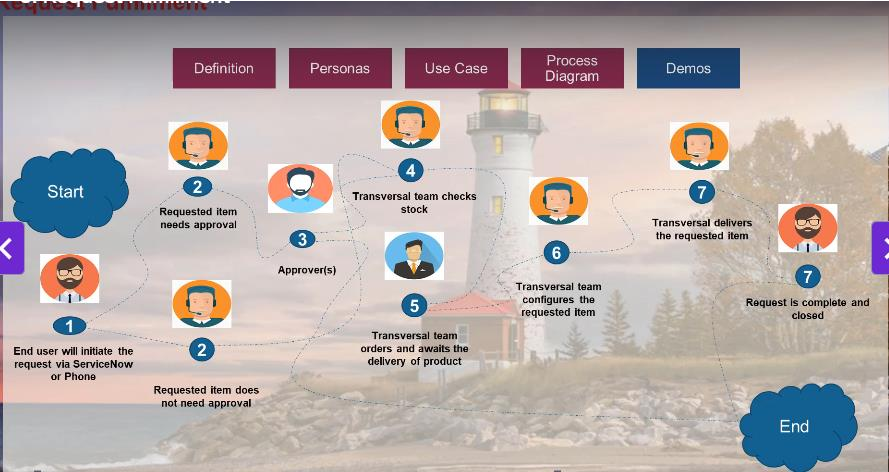 Request Fulfillment
Definition
Personas
Use Case
Process
Diagram
Demos
Start
2
Requested item
needs approval
4
Transversal team checks
stock
7
Transversal delivers
the requested item
3
Approver(s)
6
Transversal team
configures the
requested item
7
Request is complete and
closed
1
End user will initiate the
request via ServiceNow
or Phone
2
Requested item does
not need approval
5
Transversal team
orders and awaits the
delivery of product
End